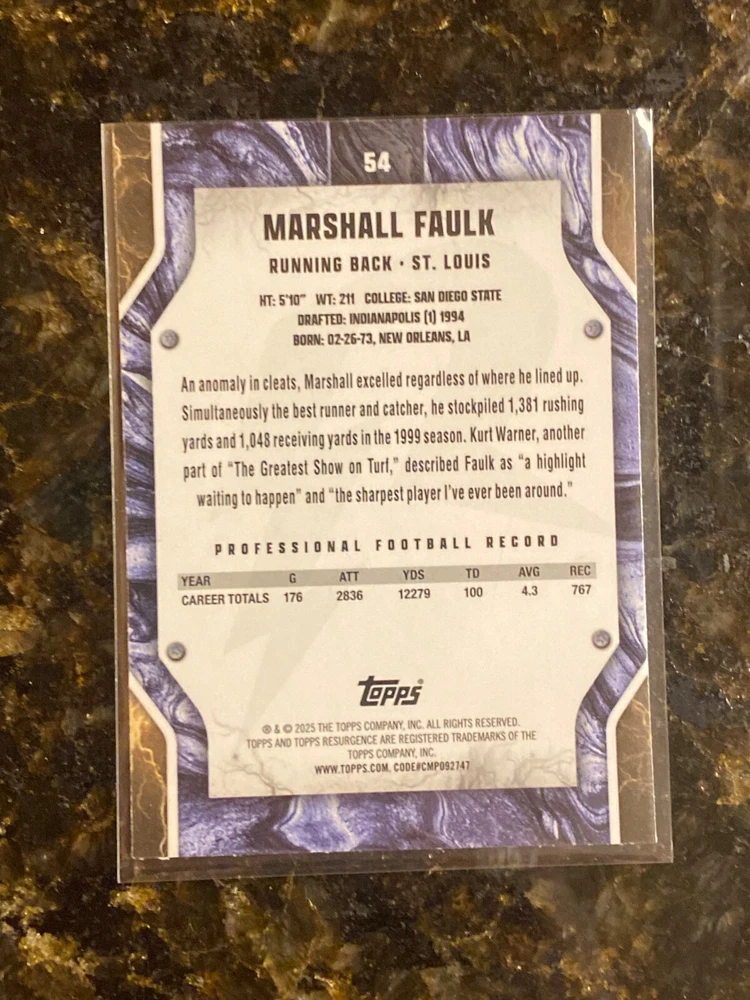 54
MARSHALL FAULK
RUNNING BACK • ST. LOUIS
HT: 5'10" WT: 211 COLLEGE: SAN DIEGO STATE
DRAFTED: INDIANAPOLIS (1) 1994
BORN: 02-26-73, NEW ORLEANS, LA
An anomaly in cleats, Marshall excelled regardless of where he lined up.
Simultaneously the best runner and catcher, he stockpiled 1,381 rushing
yards and 1,048 receiving yards in the 1999 season. Kurt Warner, another
part of “The Greatest Show on Turf,” described Faulk as “a highlight
waiting to happen” and “the sharpest player I’ve ever been around.”
PROFESSIONAL FOOTBALL RECORD
YEAR G ATT YDS TD AVG REC
CAREER TOTALS 176 2836 12279 100 4.3 767
topps®
® & © 2025 THE TOPPS COMPANY, INC. ALL RIGHTS RESERVED.
TOPPS AND TOPPS RESURGENCE ARE REGISTERED TRADEMARKS OF THE
TOPPS COMPANY, INC.
WWW.TOPPS.COM. CODE#CMP092747